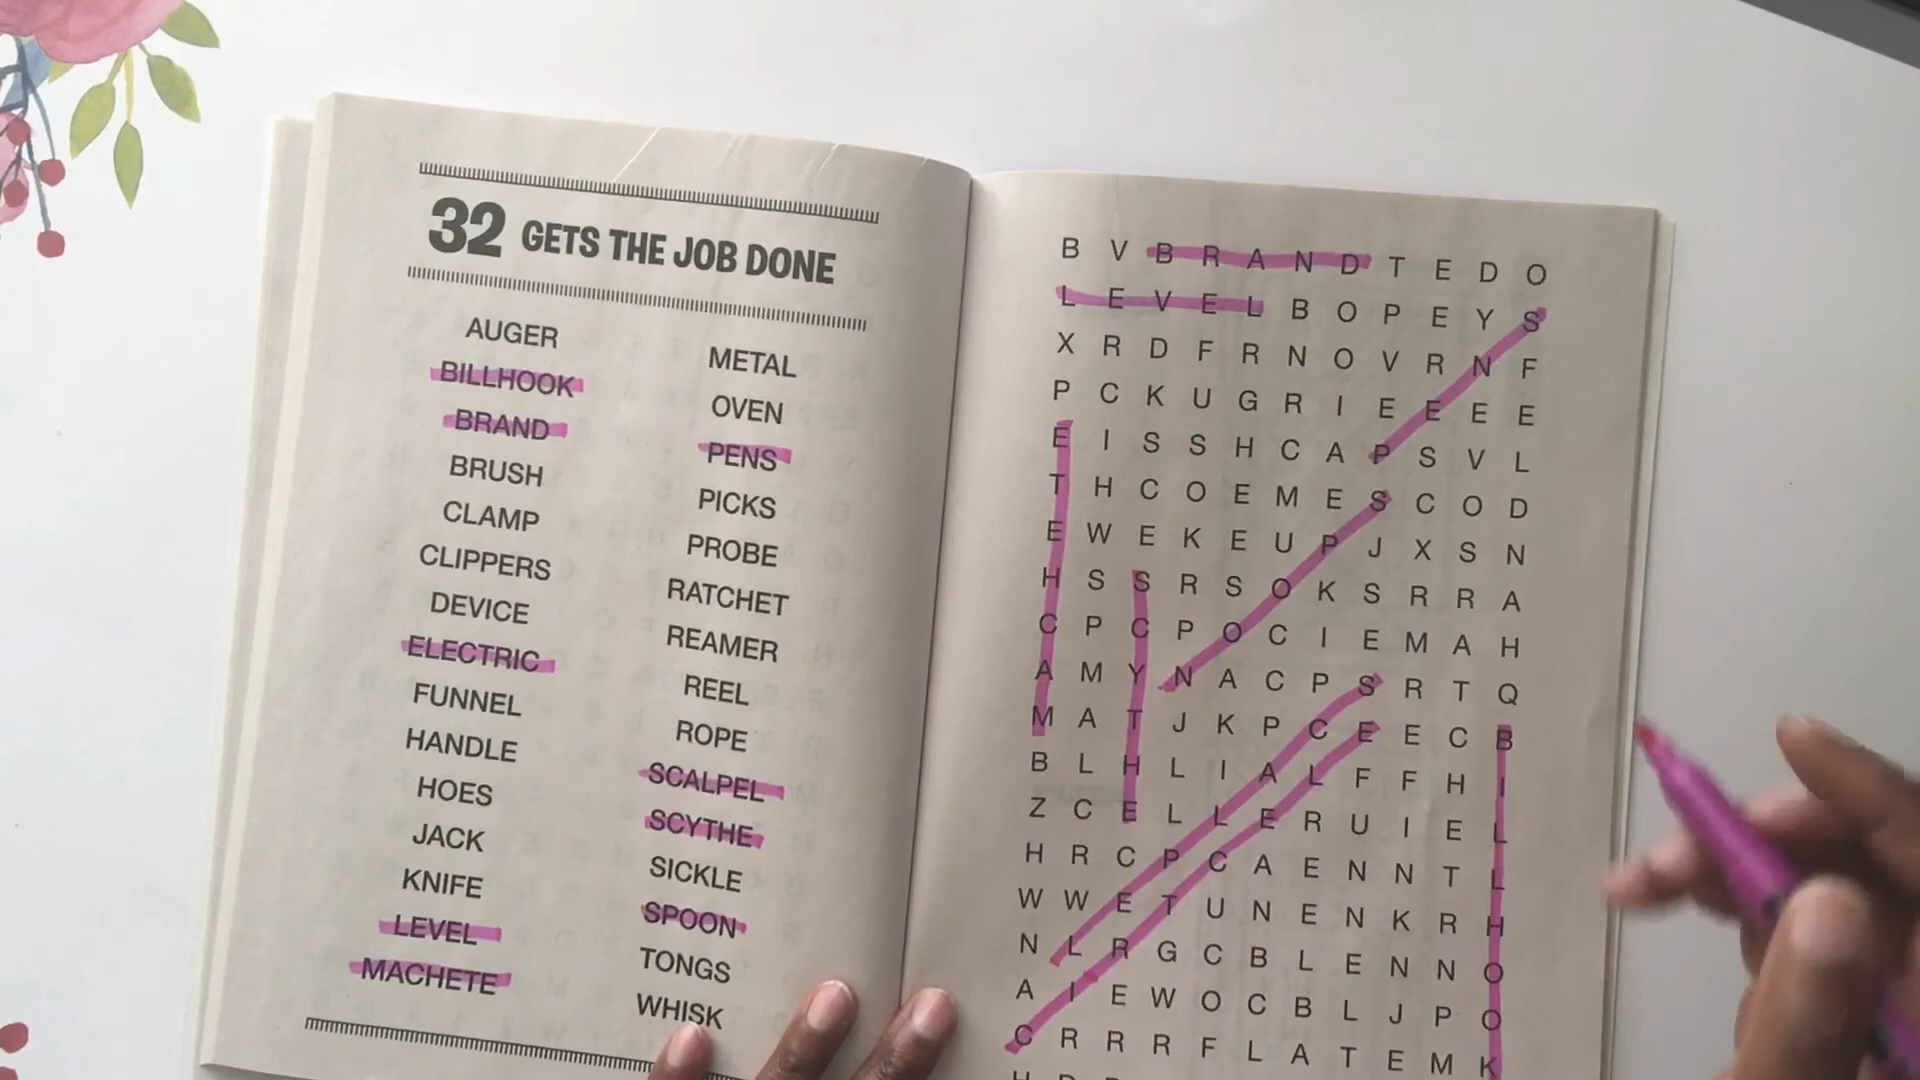 32 GETS THE JOB DONE
AUGER
BILLHOOK
BRAND
BRUSH
CLAMP
CLIPPERS
DEVICE
ELECTRIC
FUNNEL
HANDLE
HOES
JACK
KNIFE
LEVEL
MACHETE
METAL
OVEN
PENS
PICKS
PROBE
RATCHET
REAMER
REEL
ROPE
SCALPEL
SCYTHE
SICKLE
SPOON
TONGS
WHISK
B V B R A N D T E D O
L E V E L B O P E Y S
X R D F R N O V R N F
P C K U G R I E E E E
E I S S H C A P S V L
T H C O E M E S C O D
E W E K E U P J X S N
H S S R S O K S R R A
C P C P O C I E M A H
A M Y N A C P S R T Q
M A T J K P C E E C B
B L H L I A L F F H I
Z C E L L E R U I E L
H R C P C A E N N T L
W W E T U N E N K R H
N L R G C B L E N N O
A I E W O C B L J P O
C R R R F L A T E M K